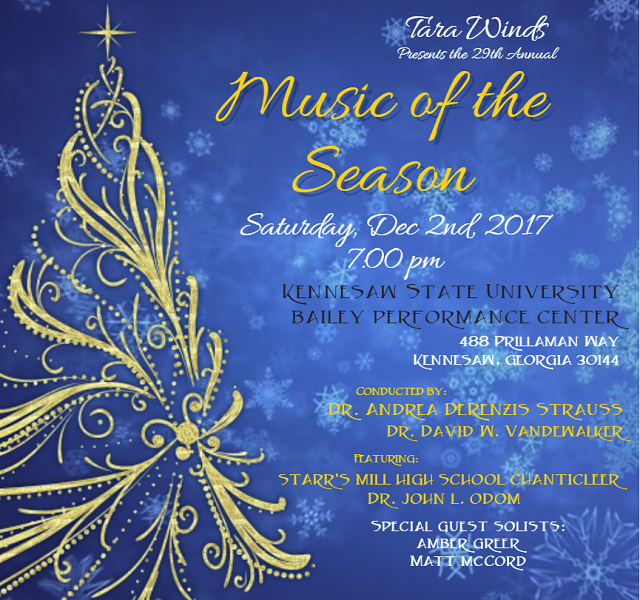 Tara Winds
Presents the 29th Annual
Music of the
Season
Saturday, Dec 2nd, 2017
7:00 pm
Kennesaw State University
Bailey Performance Center
488 Prillaman Way
Kennesaw, Georgia 30144
Conducted by:
Dr. Andrea DeRenzis Strauss
Dr. David W. Vandewalker
Featuring:
Starr's Mill High School Chanticleer
Dr. John L. Odom
Special Guest Solists:
Amber Greer
Matt McCord